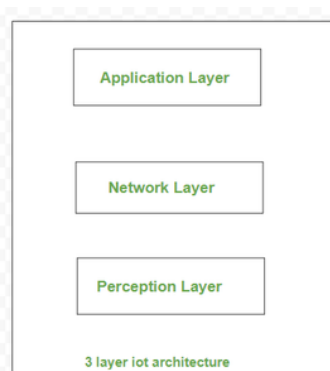 Application Layer
Network Layer
Perception Layer
3 layer iot architecture